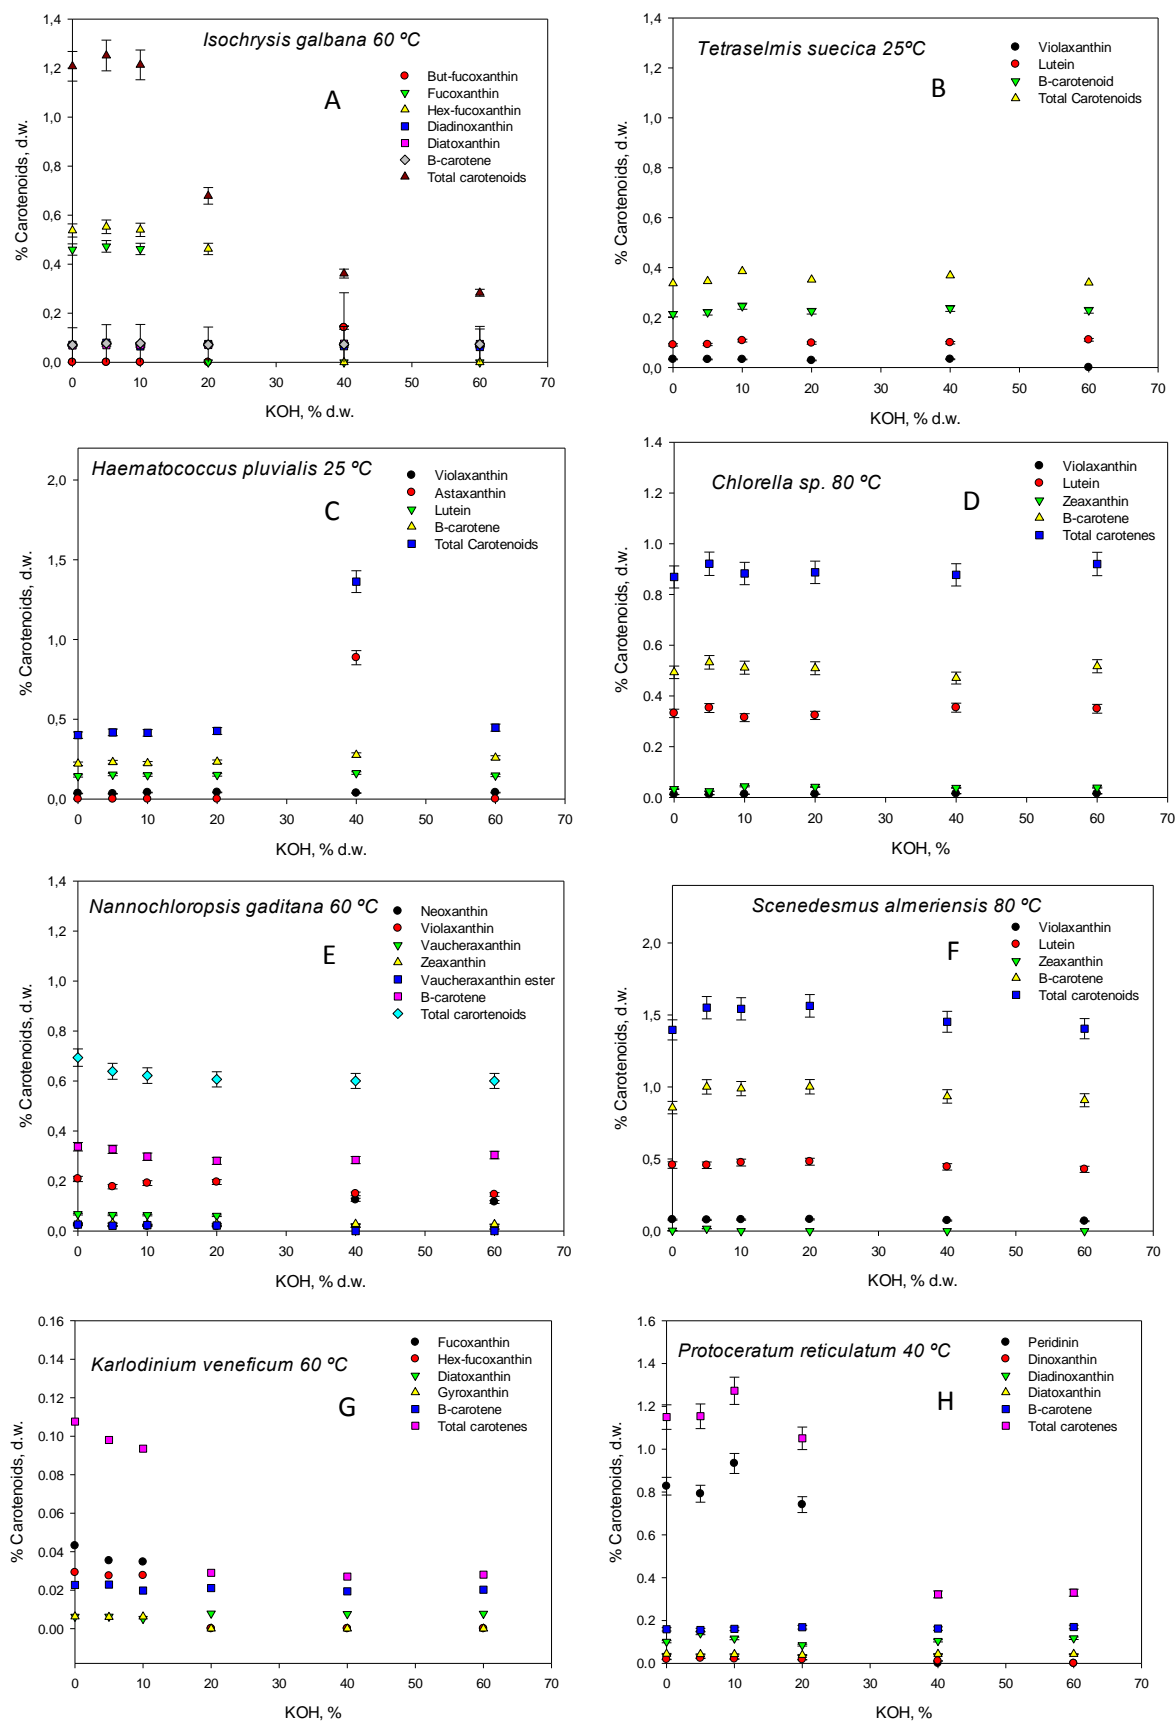 Isochrysis galbana 60 ºC
A
But-fucoxanthin
Fucoxanthin
Hex-fucoxanthin
Diadinoxanthin
Diatoxanthin
B-carotene
Total carotenoids
% Carotenoids, d.w.
1,4
1,2
1,0
0,8
0,6
0,4
0,2
0,0
0 10 20 30 40 50 60 70
KOH, % d.w.
Tetraselmis suecica 25ºC
B
Violaxanthin
Lutein
B-carotenoid
Total Carotenoids
% Carotenoids, d.w.
1,4
1,2
1,0
0,8
0,6
0,4
0,2
0,0
0 10 20 30 40 50 60 70
KOH, % d.w.
Haematococcus pluvialis 25 ºC
C
Violaxanthin
Astaxanthin
Lutein
B-carotene
Total Carotenoids
% Carotenoids, d.w.
2,0
1,5
1,0
0,5
0,0
0 10 20 30 40 50 60 70
KOH, % d.w.
Chlorella sp. 80 ºC
D
Violaxanthin
Lutein
Zeaxanthin
B-carotene
Total carotenes
% Carotenoids, d.w.
1.4
1.2
1.0
0.8
0.6
0.4
0.2
0.0
0 10 20 30 40 50 60 70
KOH, %
Nannochloropsis gaditana 60 ºC
E
Neoxanthin
Violaxanthin
Vaucheraxanthin
Zeaxanthin
Vaucheraxanthin ester
B-carotene
Total carortenoids
% Carotenoids, d.w.
1,4
1,2
1,0
0,8
0,6
0,4
0,2
0,0
0 10 20 30 40 50 60 70
KOH, % d.w.
Scenedesmus almeriensis 80 ºC
F
Violaxanthin
Lutein
Zeaxanthin
B-carotene
Total carotenoids
% Carotenoids, d.w.
2,0
1,5
1,0
0,5
0,0
0 10 20 30 40 50 60 70
KOH, % d.w.
Karlodinium veneficum 60 ºC
G
Fucoxanthin
Hex-fucoxanthin
Diatoxanthin
Gyroxanthin
B-carotene
Total carotenes
% Carotenoids, d.w.
0.16
0.14
0.12
0.10
0.08
0.06
0.04
0.02
0.00
0 10 20 30 40 50 60 70
KOH, %
Protoceratum reticulatum 40 ºC
H
Peridinin
Dinoxanthin
Diadinoxanthin
Diatoxanthin
B-carotene
Total carotenes
% Carotenoids, d.w.
1.6
1.4
1.2
1.0
0.8
0.6
0.4
0.2
0.0
0 10 20 30 40 50 60 70
KOH, %